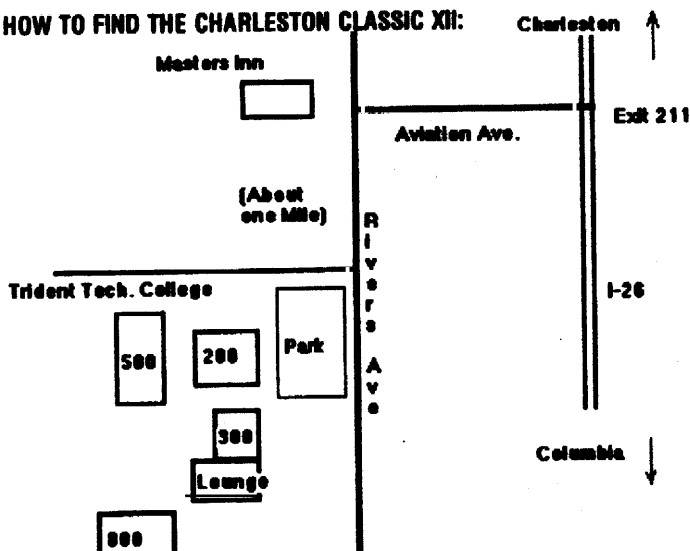 HOW TO FIND THE CHARLESTON CLASSIC XII:
Charleston
Masters Inn
Exit 211
Aviation Ave.
(About
one Mile)
Rivers Ave
Trident Tech. College
I-26
Park
500
200
300
Columbia
Lounge
800